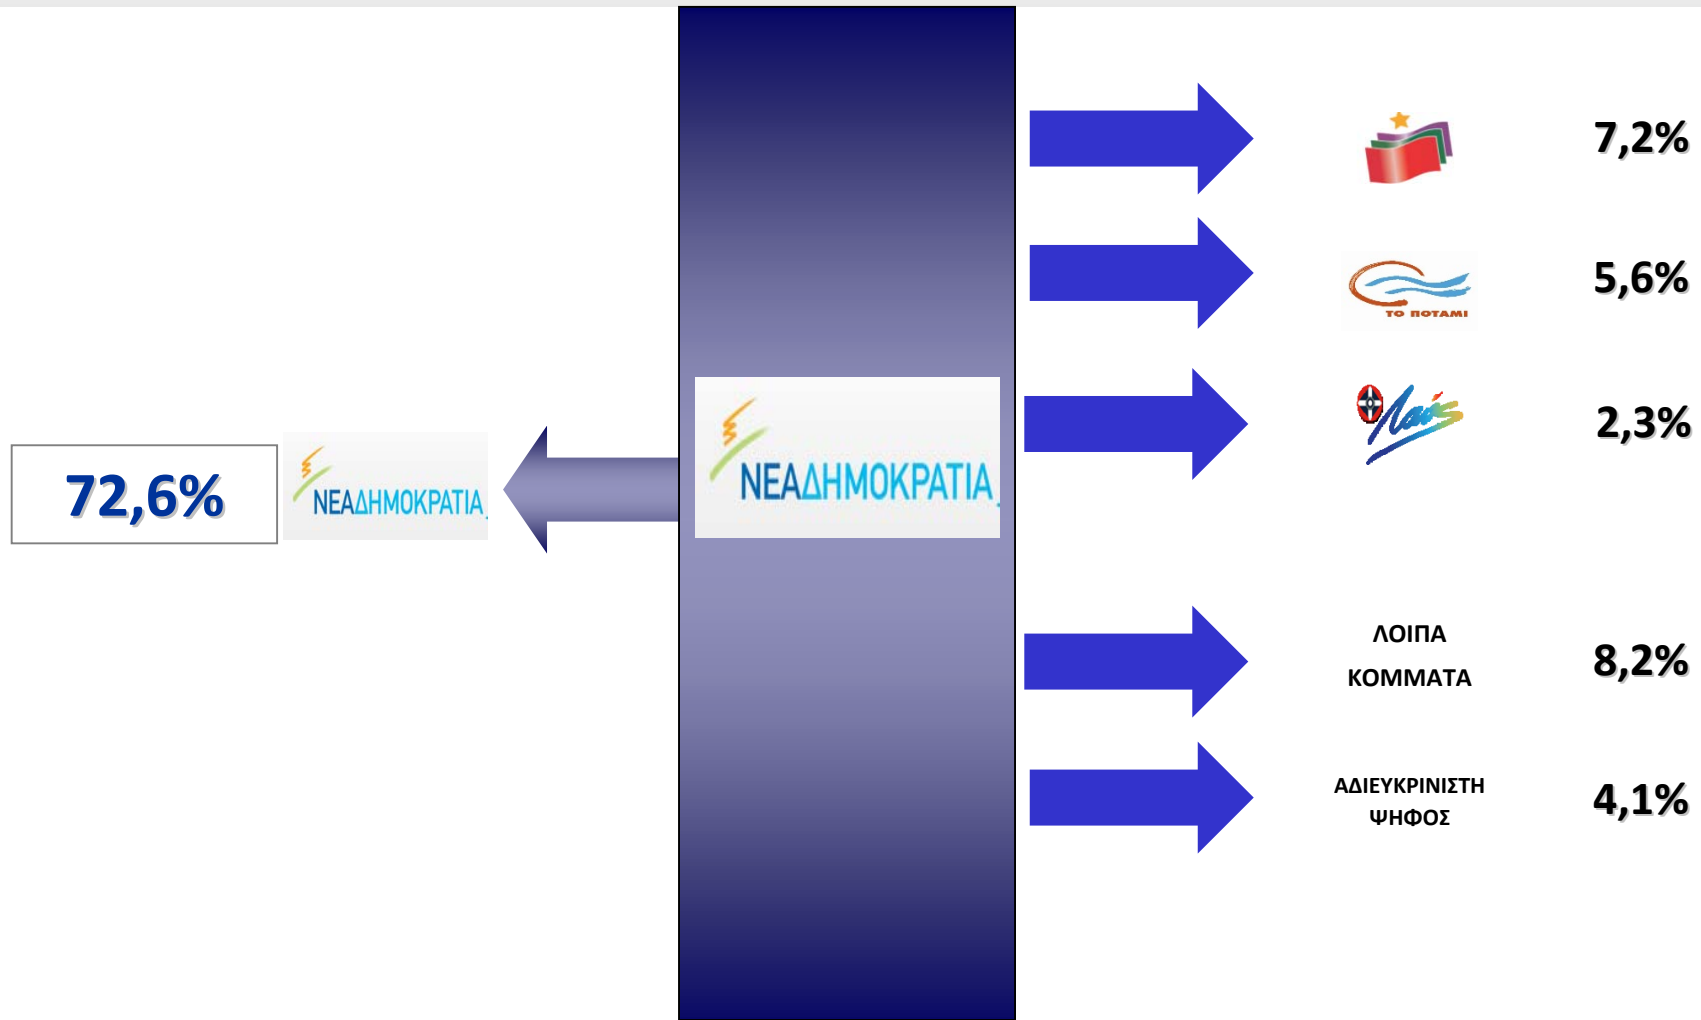 7,2%
ΤΟ ΠΟΤΑΜΙ
5,6%
Λαός
2,3%
72,6%
ΝΕΑΔΗΜΟΚΡΑΤΙΑ
ΝΕΑΔΗΜΟΚΡΑΤΙΑ
ΛΟΙΠΑ
ΚΟΜΜΑΤΑ
8,2%
ΑΔΙΕΥΚΡΙΝΙΣΤΗ
ΨΗΦΟΣ
4,1%